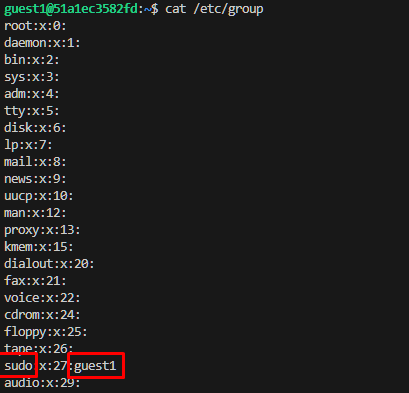 guest1@51a1ec3582fd:~$ cat /etc/group
root:x:0:
daemon:x:1:
bin:x:2:
sys:x:3:
adm:x:4:
tty:x:5:
disk:x:6:
lp:x:7:
mail:x:8:
news:x:9:
uucp:x:10:
man:x:12:
proxy:x:13:
kmem:x:15:
dialout:x:20:
fax:x:21:
voice:x:22:
cdrom:x:24:
floppy:x:25:
tape:x:26:
sudo:x:27:guest1
audio:x:29: